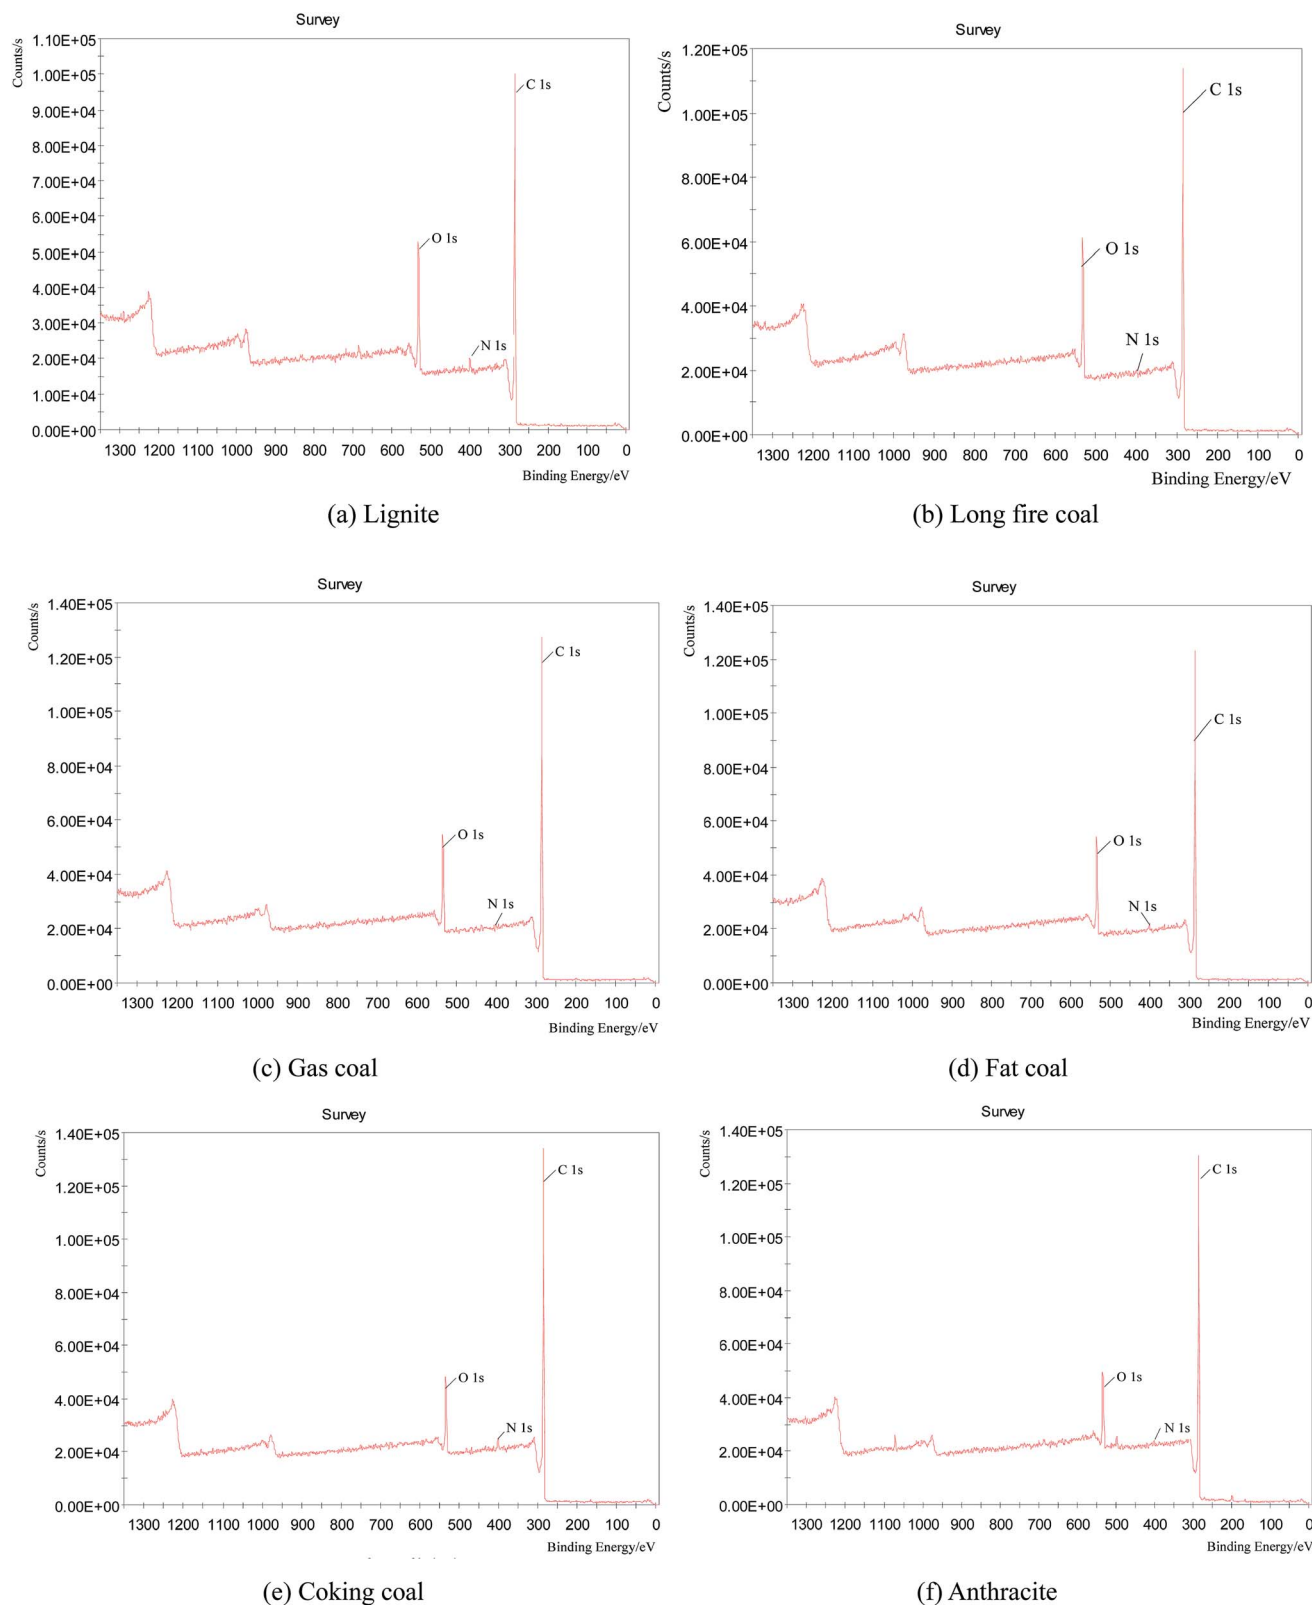 Survey
Counts/s
1.10E+05
1.00E+05
9.00E+04
8.00E+04
7.00E+04
6.00E+04
5.00E+04
4.00E+04
3.00E+04
2.00E+04
1.00E+04
0.00E+00
C 1s
O 1s
N 1s
1300 1200 1100 1000 900 800 700 600 500 400 300 200 100 0
Binding Energy/eV
(a) Lignite
Survey
Counts/s
1.20E+05
1.00E+05
8.00E+04
6.00E+04
4.00E+04
2.00E+04
0.00E+00
C 1s
O 1s
N 1s
1300 1200 1100 1000 900 800 700 600 500 400 300 200 100 0
Binding Energy/eV
(b) Long fire coal
Survey
Counts/s
1.40E+05
1.20E+05
1.00E+05
8.00E+04
6.00E+04
4.00E+04
2.00E+04
0.00E+00
C 1s
O 1s
N 1s
1300 1200 1100 1000 900 800 700 600 500 400 300 200 100 0
Binding Energy/eV
(c) Gas coal
Survey
Counts/s
1.40E+05
1.20E+05
1.00E+05
8.00E+04
6.00E+04
4.00E+04
2.00E+04
0.00E+00
C 1s
O 1s
N 1s
1300 1200 1100 1000 900 800 700 600 500 400 300 200 100 0
Binding Energy/eV
(d) Fat coal
Survey
Counts/s
1.40E+05
1.20E+05
1.00E+05
8.00E+04
6.00E+04
4.00E+04
2.00E+04
0.00E+00
C 1s
O 1s
N 1s
1300 1200 1100 1000 900 800 700 600 500 400 300 200 100 0
Binding Energy/eV
(e) Coking coal
Survey
Counts/s
1.40E+05
1.20E+05
1.00E+05
8.00E+04
6.00E+04
4.00E+04
2.00E+04
0.00E+00
C 1s
O 1s
N 1s
1300 1200 1100 1000 900 800 700 600 500 400 300 200 100 0
Binding Energy/eV
(f) Anthracite